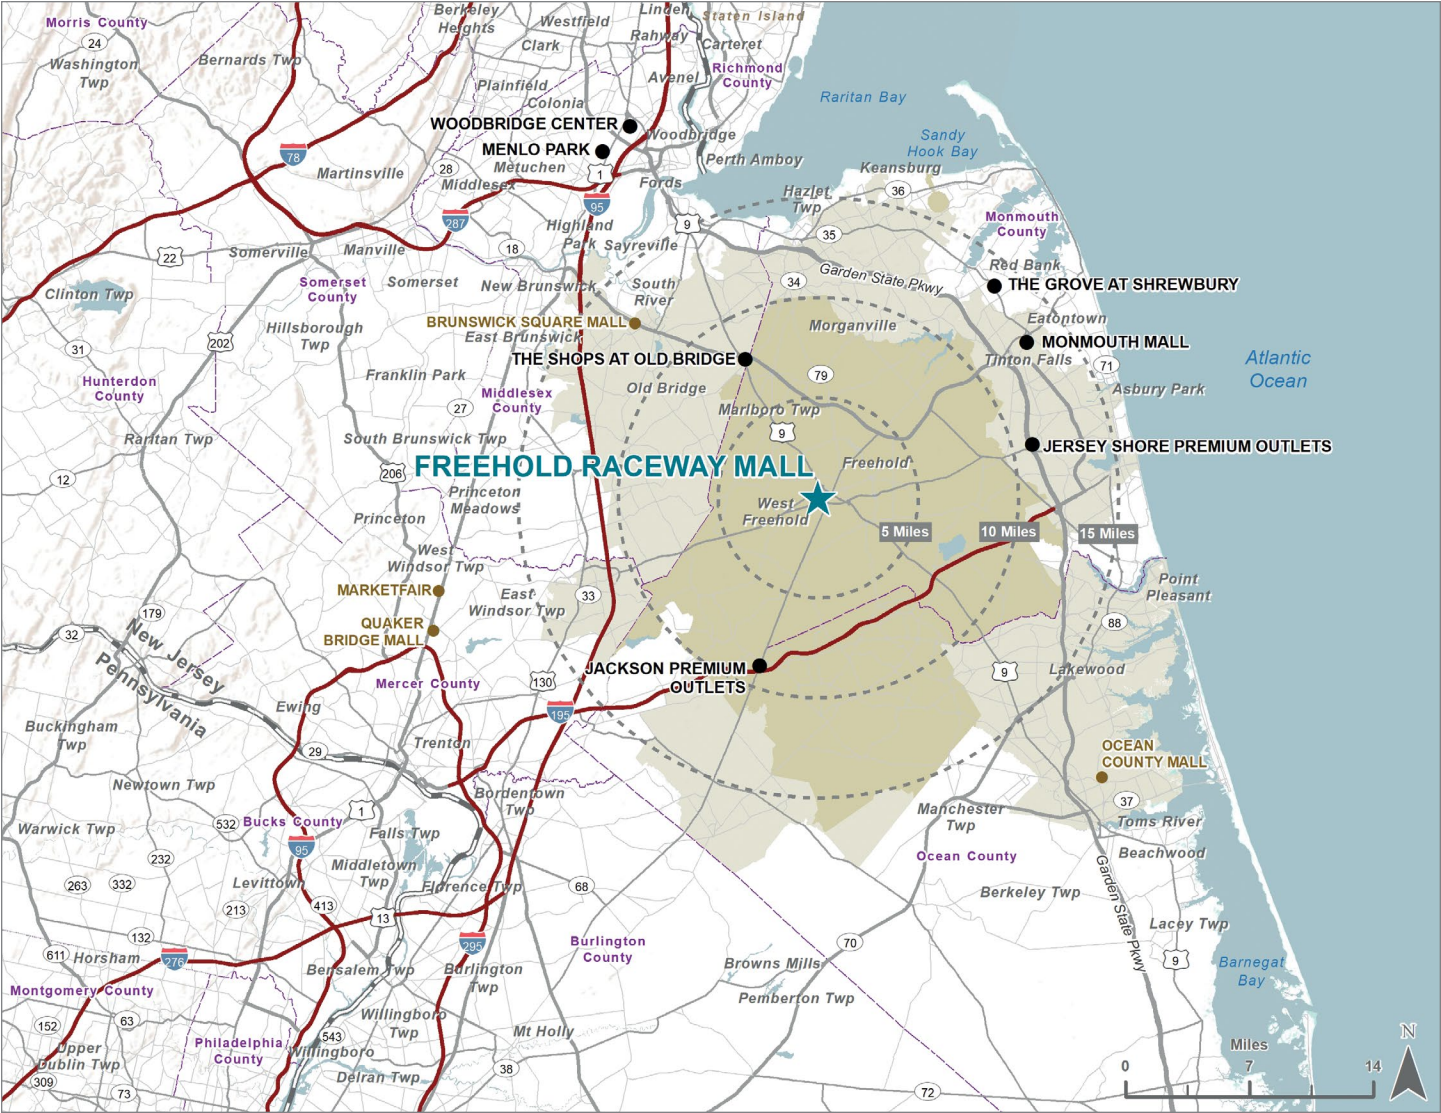 Morris County
24
Washington
Twp
Bernards Twp
Berkeley
Heights
Westfield
Clark
Linden
Rahway
Staten Island
Carteret
Richmond
County
Plainfield
Colonia
Avenel
WOODBRIDGE CENTER
Woodbridge
MENLO PARK
Metuchen
Perth Amboy
Raritan Bay
Sandy
Hook Bay
Keansburg
78
Martinsville
28
Middlesex
1
Fords
95
287
Hazlet
Twp
36
Monmouth
County
9
35
Highland
Park
Sayreville
18
22
Somerville
Manville
Somerset
County
Somerset
New Brunswick
South
River
34
Garden State Pkwy
Red Bank
THE GROVE AT SHREWBURY
Clinton Twp
Eatontown
BRUNSWICK SQUARE MALL
East Brunswick
Morganville
MONMOUTH MALL
Hillsborough
Twp
202
31
THE SHOPS AT OLD BRIDGE
Tinton Falls
71
Atlantic
Ocean
Hunterdon
County
Franklin Park
79
Old Bridge
Asbury Park
Middlesex
County
27
Marlboro Twp
9
Raritan Twp
South Brunswick Twp
JERSEY SHORE PREMIUM OUTLETS
FREEHOLD RACEWAY MALL
Freehold
12
206
Princeton
Meadows
West
Freehold
Princeton
5 Miles
10 Miles
15 Miles
West
Windsor Twp
MARKETFAIR
East
Windsor Twp
33
Point
Pleasant
179
QUAKER
BRIDGE MALL
32
New Jersey
Pennsylvania
88
JACKSON PREMIUM
OUTLETS
9
Lakewood
Mercer County
130
195
Ewing
Buckingham
Twp
29
Trenton
OCEAN
COUNTY MALL
Newtown Twp
Bordentown
Twp
37
Manchester
Twp
Toms River
1
Bucks County
532
Warwick Twp
Falls Twp
95
Beachwood
232
Ocean County
Middletown
Twp
Garden State Pkwy
263
332
Levittown
Florence Twp
68
Berkeley Twp
213
413
13
Lacey Twp
132
295
Burlington
County
70
611
Horsham
276
9
Bensalem Twp
Burlington
Twp
Browns Mills
Barnegat
Bay
Montgomery County
Pemberton Twp
152
63
Willingboro
Twp
Mt Holly
543
Philadelphia
County
Willingboro
Upper
Dublin Twp
309
Delran Twp
38
73
72
Miles
0
7
14
N